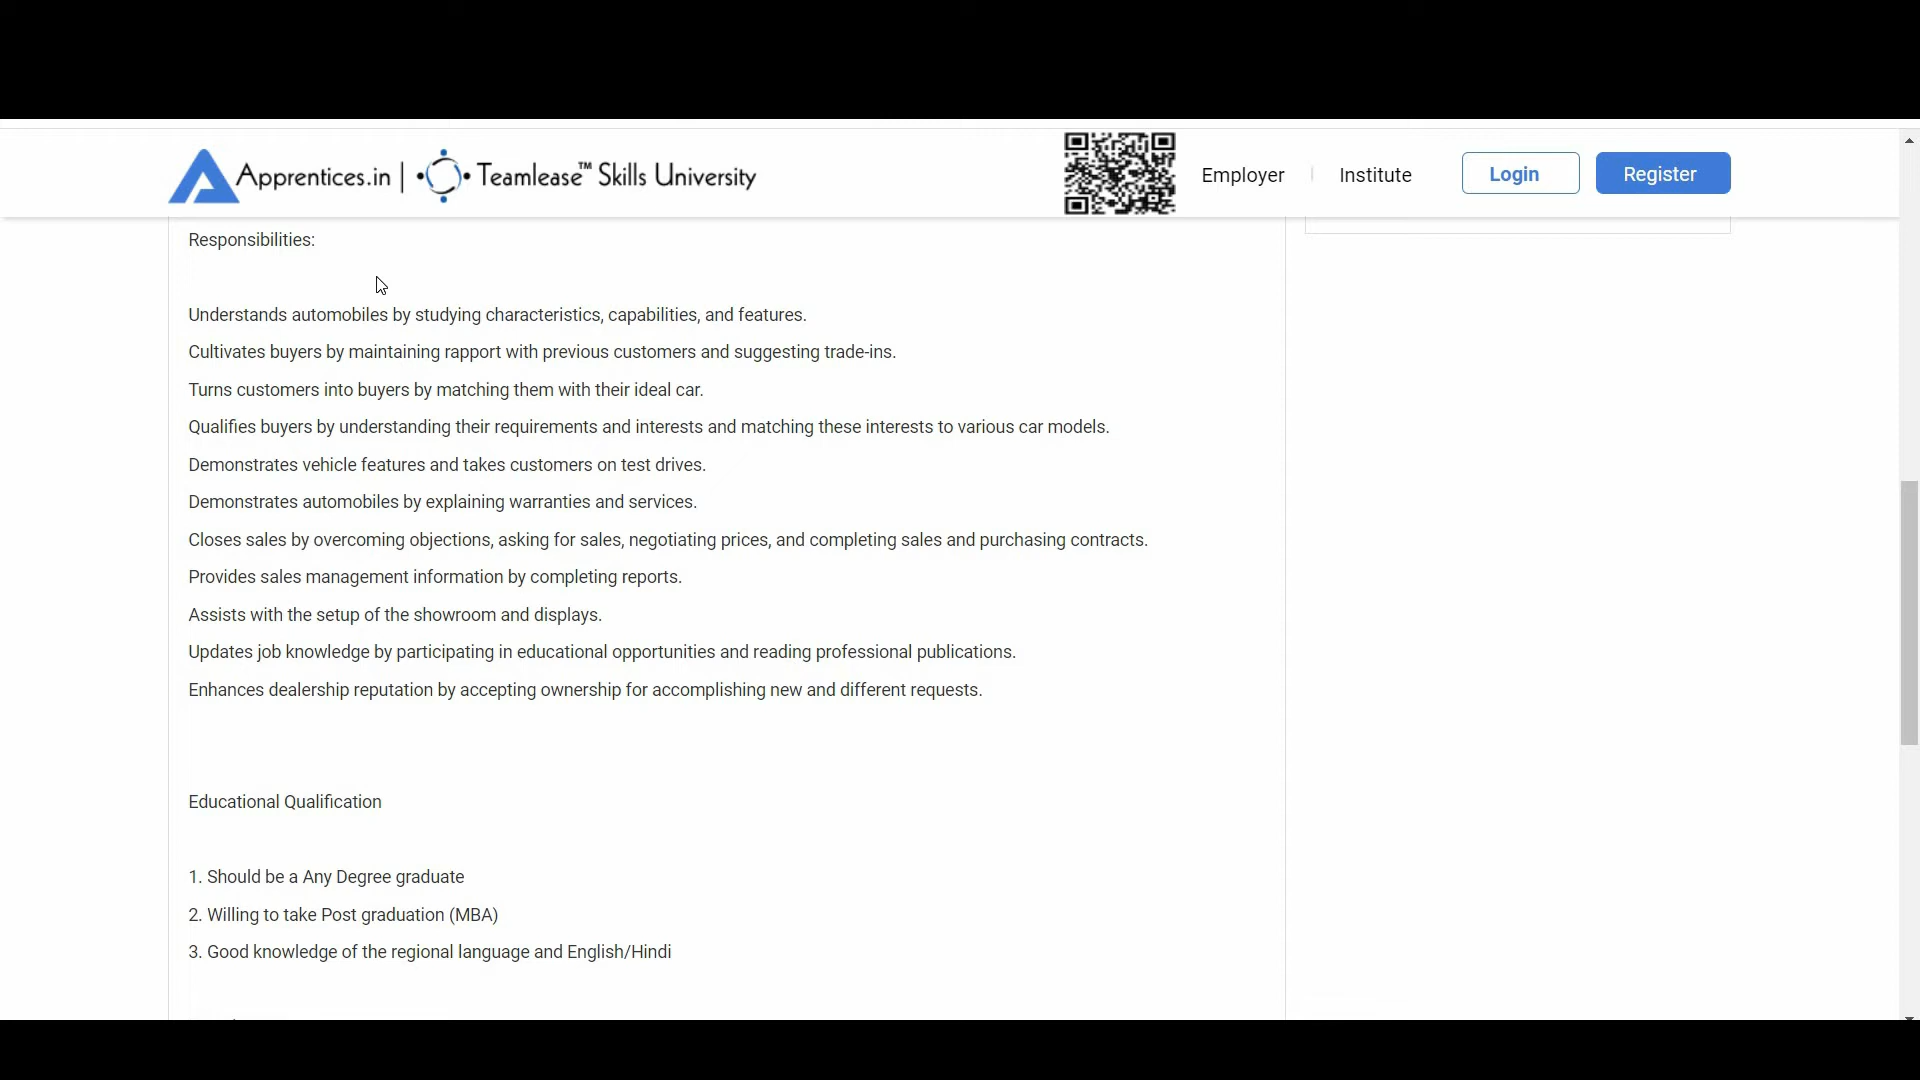 Apprentices.in | Teamlease™ Skills University
Employer
Institute
Login
Register
Responsibilities:
Understands automobiles by studying characteristics, capabilities, and features.
Cultivates buyers by maintaining rapport with previous customers and suggesting trade-ins.
Turns customers into buyers by matching them with their ideal car.
Qualifies buyers by understanding their requirements and interests and matching these interests to various car models.
Demonstrates vehicle features and takes customers on test drives.
Demonstrates automobiles by explaining warranties and services.
Closes sales by overcoming objections, asking for sales, negotiating prices, and completing sales and purchasing contracts.
Provides sales management information by completing reports.
Assists with the setup of the showroom and displays.
Updates job knowledge by participating in educational opportunities and reading professional publications.
Enhances dealership reputation by accepting ownership for accomplishing new and different requests.
Educational Qualification
1. Should be a Any Degree graduate
2. Willing to take Post graduation (MBA)
3. Good knowledge of the regional language and English/Hindi